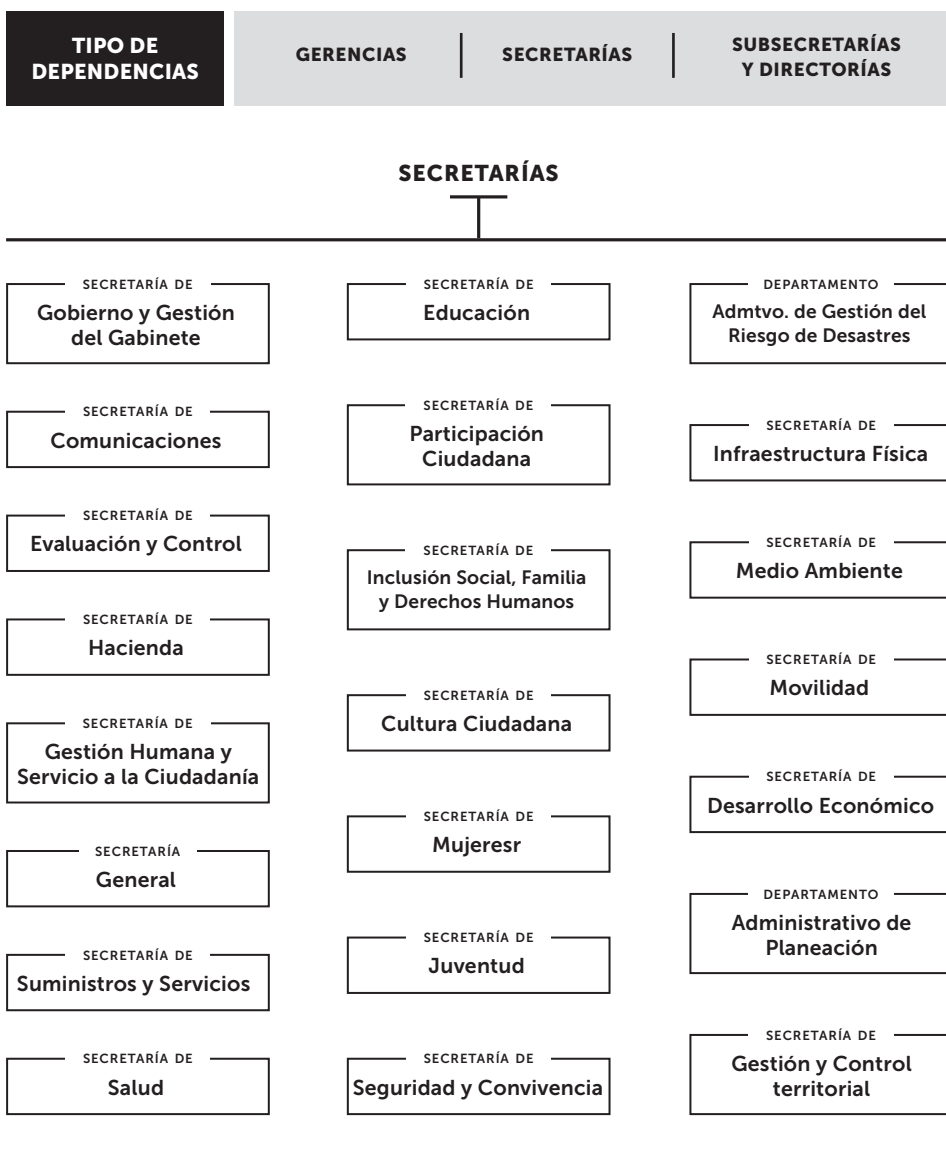 TIPO DE
DEPENDENCIAS
GERENCIAS
SECRETARÍAS
SUBSECRETARÍAS
Y DIRECTORÍAS
SECRETARÍAS
SECRETARÍA DE
Gobierno y Gestión
del Gabinete
SECRETARÍA DE
Comunicaciones
SECRETARÍA DE
Evaluación y Control
SECRETARÍA DE
Hacienda
SECRETARÍA DE
Gestión Humana y
Servicio a la Ciudadanía
SECRETARÍA
General
SECRETARÍA DE
Suministros y Servicios
SECRETARÍA DE
Salud
SECRETARÍA DE
Educación
SECRETARÍA DE
Participación
Ciudadana
SECRETARÍA DE
Inclusión Social, Familia
y Derechos Humanos
SECRETARÍA DE
Cultura Ciudadana
SECRETARÍA DE
Mujeresr
SECRETARÍA DE
Juventud
SECRETARÍA DE
Seguridad y Convivencia
DEPARTAMENTO
Admtvo. de Gestión del
Riesgo de Desastres
SECRETARÍA DE
Infraestructura Física
SECRETARÍA DE
Medio Ambiente
SECRETARÍA DE
Movilidad
SECRETARÍA DE
Desarrollo Económico
DEPARTAMENTO
Administrativo de
Planeación
SECRETARÍA DE
Gestión y Control
territorial